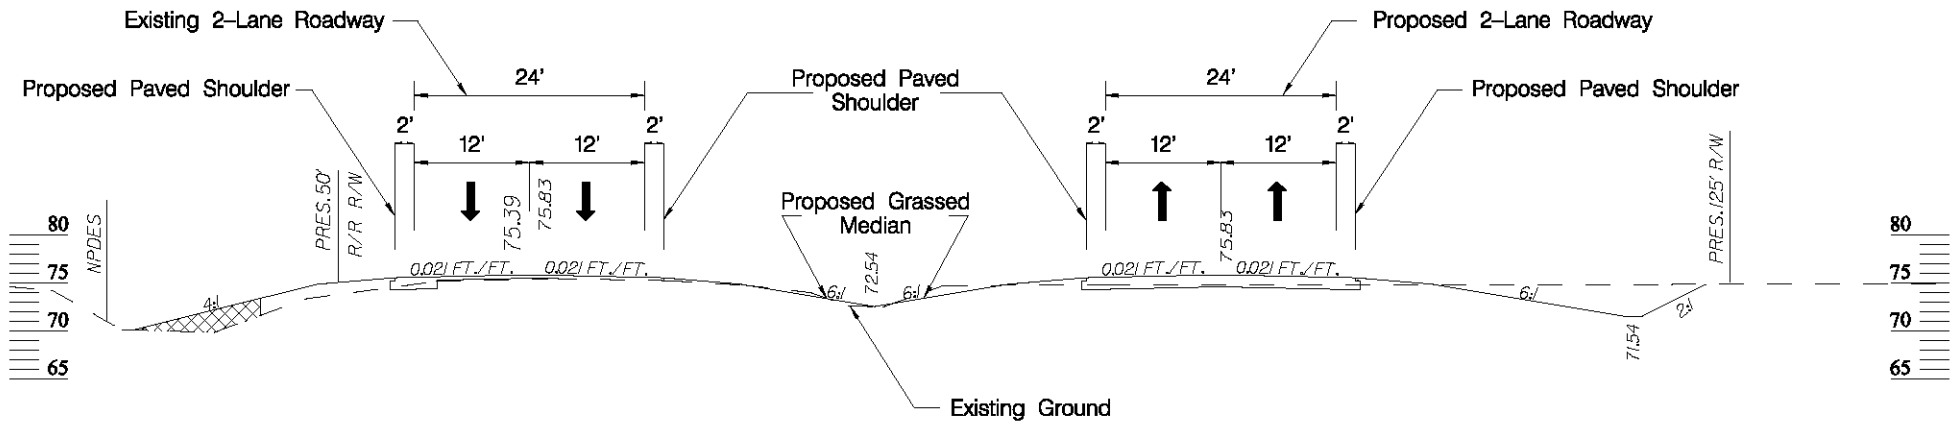 Existing 2-Lane Roadway
Proposed 2-Lane Roadway
Proposed Paved Shoulder
24'
Proposed Paved
Shoulder
24'
Proposed Paved Shoulder
2'
2'
2'
2'
12'
12'
12'
12'
NPDES
PRES. 50'
R/R R/W
75.39
75.83
Proposed Grassed
Median
72.54
75.83
PRES. 125' R/W
80
75
70
65
80
75
70
65
0.021 FT./FT.
0.021 FT./FT.
0.021 FT./FT.
0.021 FT./FT.
4:1
6:1
6:1
6:1
2:1
71.54
Existing Ground